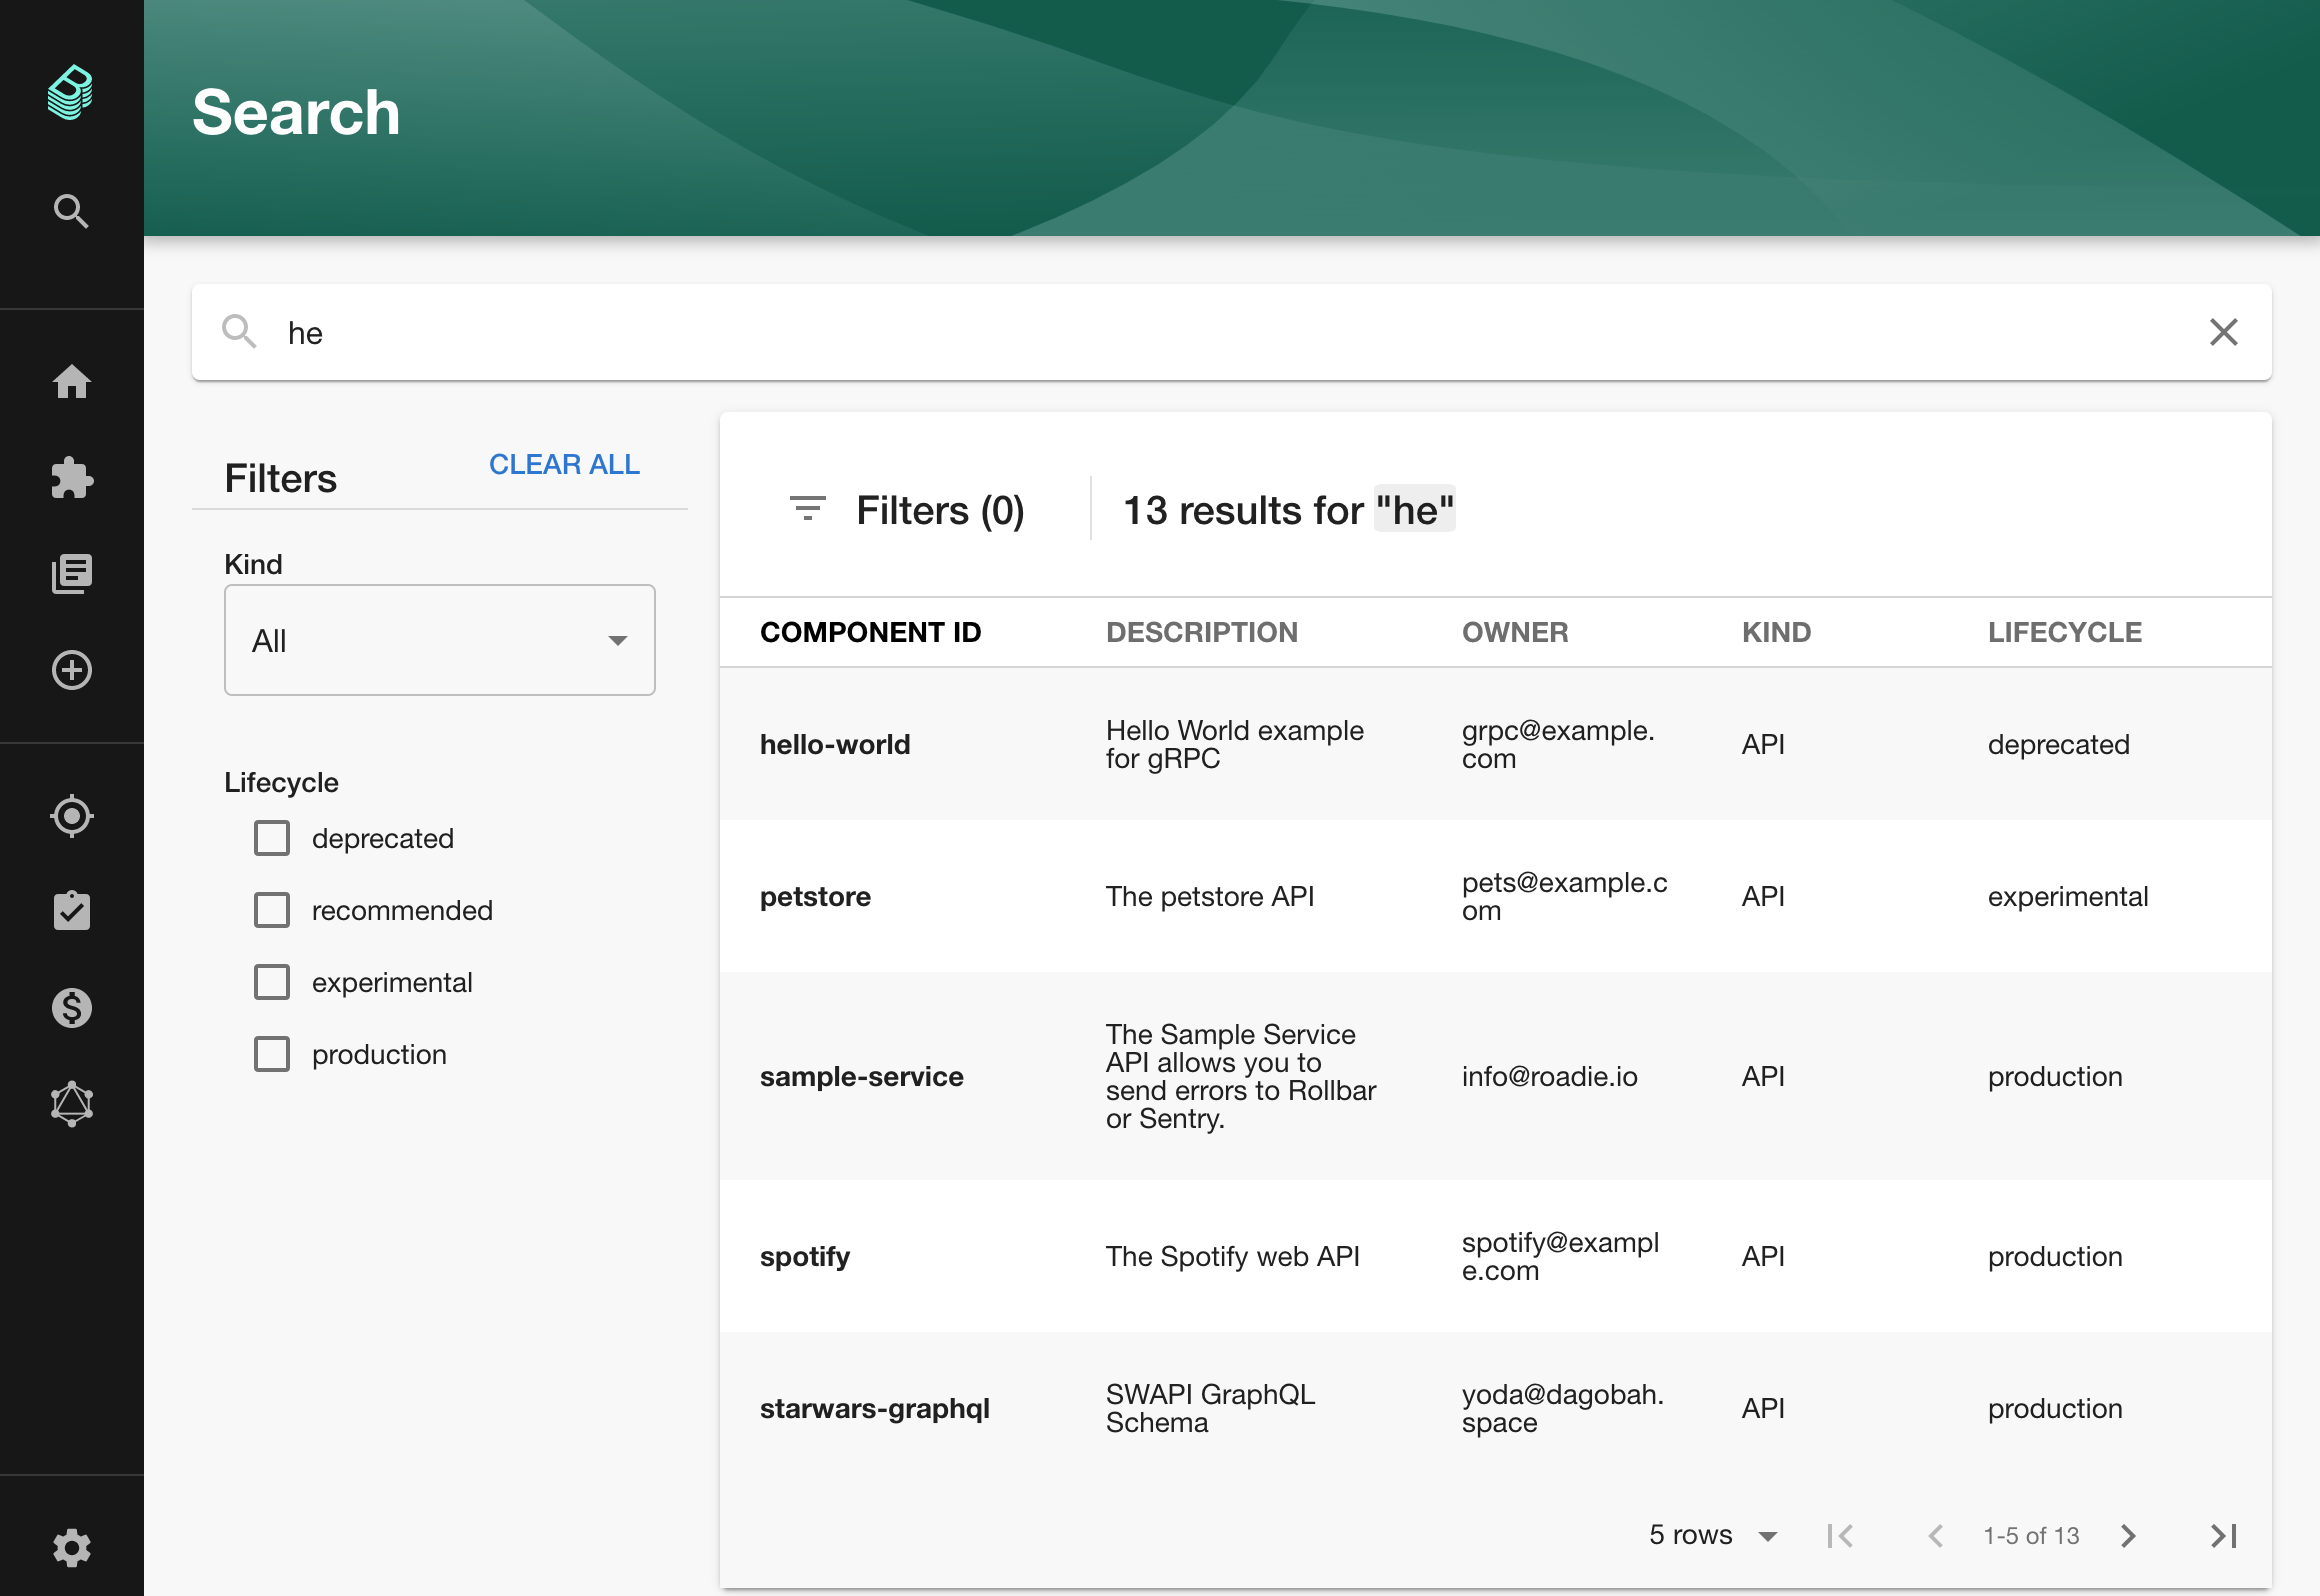 Search
he
Filters
CLEAR ALL
Kind
All
Lifecycle
deprecated
recommended
experimental
production
Filters (0)
13 results for "he"
COMPONENT ID DESCRIPTION OWNER KIND LIFECYCLE
hello-world
Hello World example
for gRPC
grpc@example.
com
API
deprecated
petstore
The petstore API
pets@example.c
om
API
experimental
sample-service
The Sample Service
API allows you to
send errors to Rollbar
or Sentry.
info@roadie.io
API
production
spotify
The Spotify web API
spotify@exampl
e.com
API
production
starwars-graphql
SWAPI GraphQL
Schema
yoda@dagobah.
space
API
production
5 rows
1-5 of 13